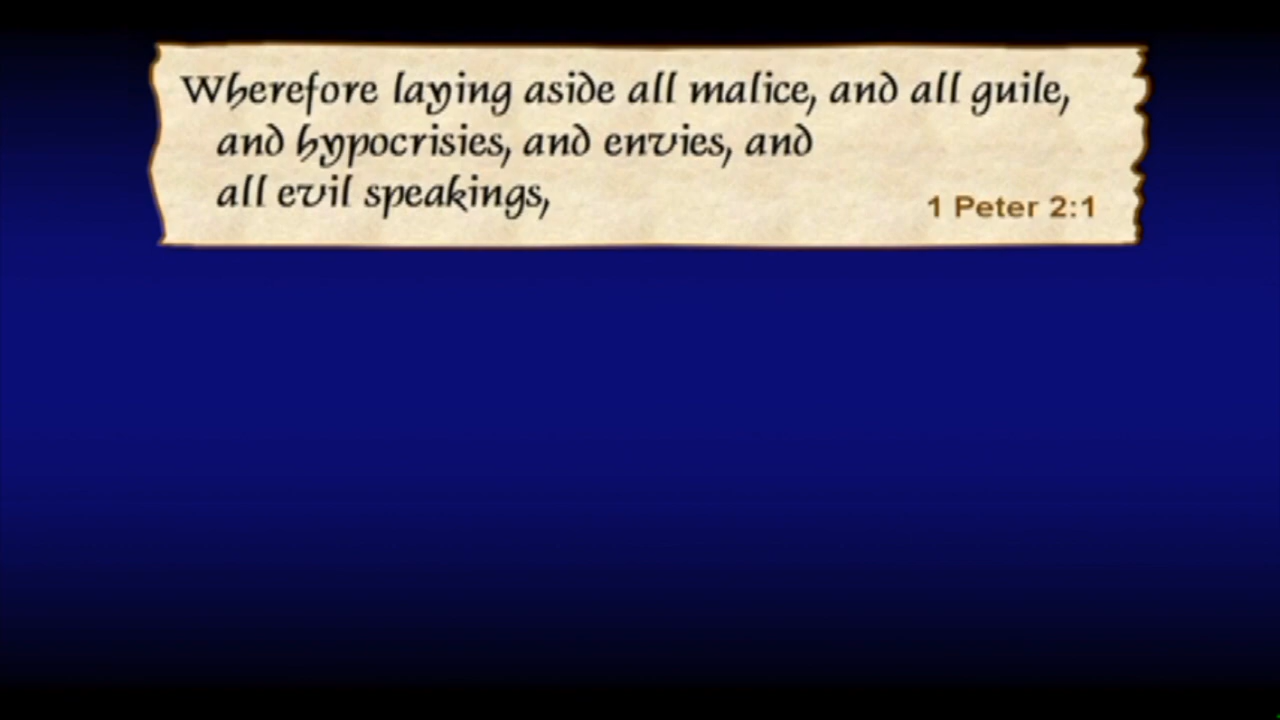 Wherefore laying aside all malice, and all guile,
and hypocrisies, and envies, and
all evil speakings,
1 Peter 2:1